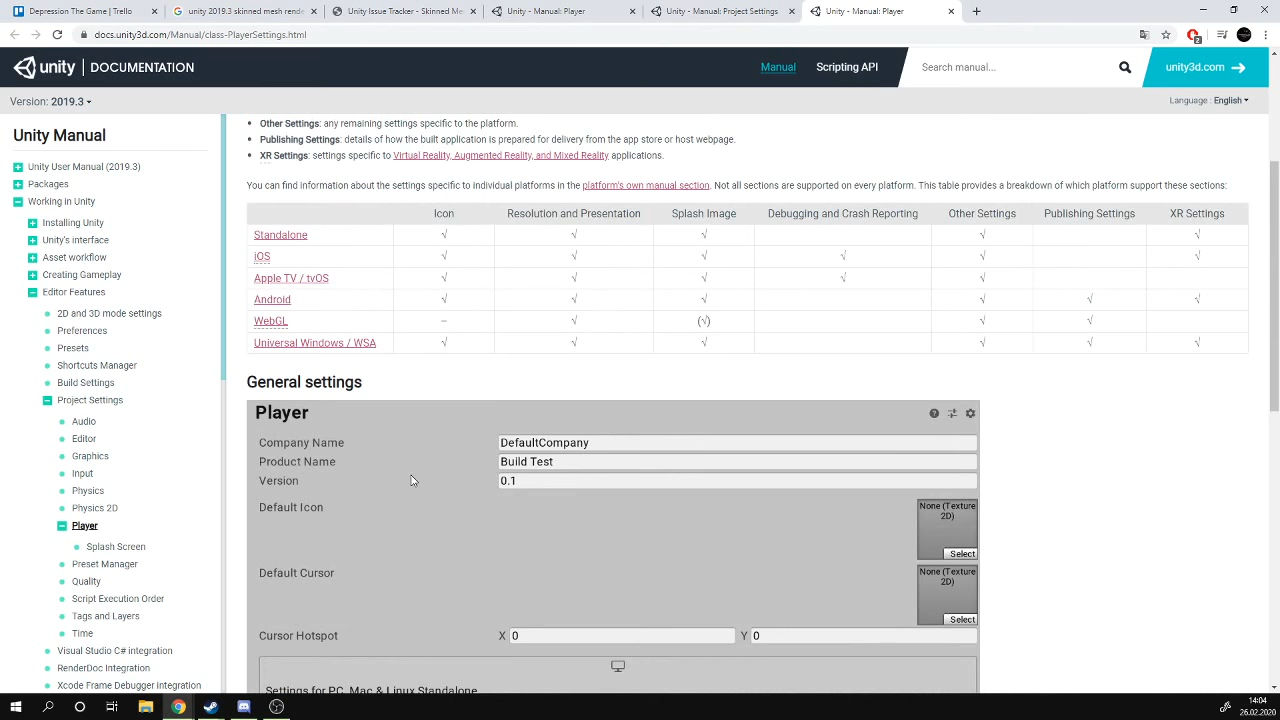 Depression The Game | Trello
unity 2019.3 skinned mesh rende
Unity Issue Tracker - Skinned Me
Unity - Manual: Player
Unity - Manual: Project Settings
Unity - Manual: Player
docs.unity3d.com/Manual/class-PlayerSettings.html
2
unity | DOCUMENTATION
Manual
Scripting API
Search manual...
unity3d.com
Version: 2019.3
Language : English
Unity Manual
Unity User Manual (2019.3)
Packages
Working in Unity
Installing Unity
Unity's interface
Asset workflow
Creating Gameplay
Editor Features
2D and 3D mode settings
Preferences
Presets
Shortcuts Manager
Build Settings
Project Settings
Audio
Editor
Graphics
Input
Physics
Physics 2D
Player
Splash Screen
Preset Manager
Quality
Script Execution Order
Tags and Layers
Time
Visual Studio C# integration
RenderDoc Integration
Xcode Frame Debugger integration
Other Settings: any remaining settings specific to the platform.
Publishing Settings: details of how the built application is prepared for delivery from the app store or host webpage.
XR Settings: settings specific to Virtual Reality, Augmented Reality, and Mixed Reality applications.
You can find information about the settings specific to individual platforms in the platform's own manual section. Not all sections are supported on every platform. This table provides a breakdown of which platform support these sections:
Icon Resolution and Presentation Splash Image Debugging and Crash Reporting Other Settings Publishing Settings XR Settings
Standalone √ √ √ √ √
iOS √ √ √ √ √ √
Apple TV / tvOS √ √ √ √ √
Android √ √ √ √ √ √
WebGL – √ (√) √ √
Universal Windows / WSA √ √ √ √ √ √
General settings
Player
Company Name DefaultCompany
Product Name Build Test
Version 0.1
Default Icon
None (Texture 2D)
Select
Default Cursor
None (Texture 2D)
Select
Cursor Hotspot X 0 Y 0
Settings for PC, Mac & Linux Standalone
14:04
26.02.2020